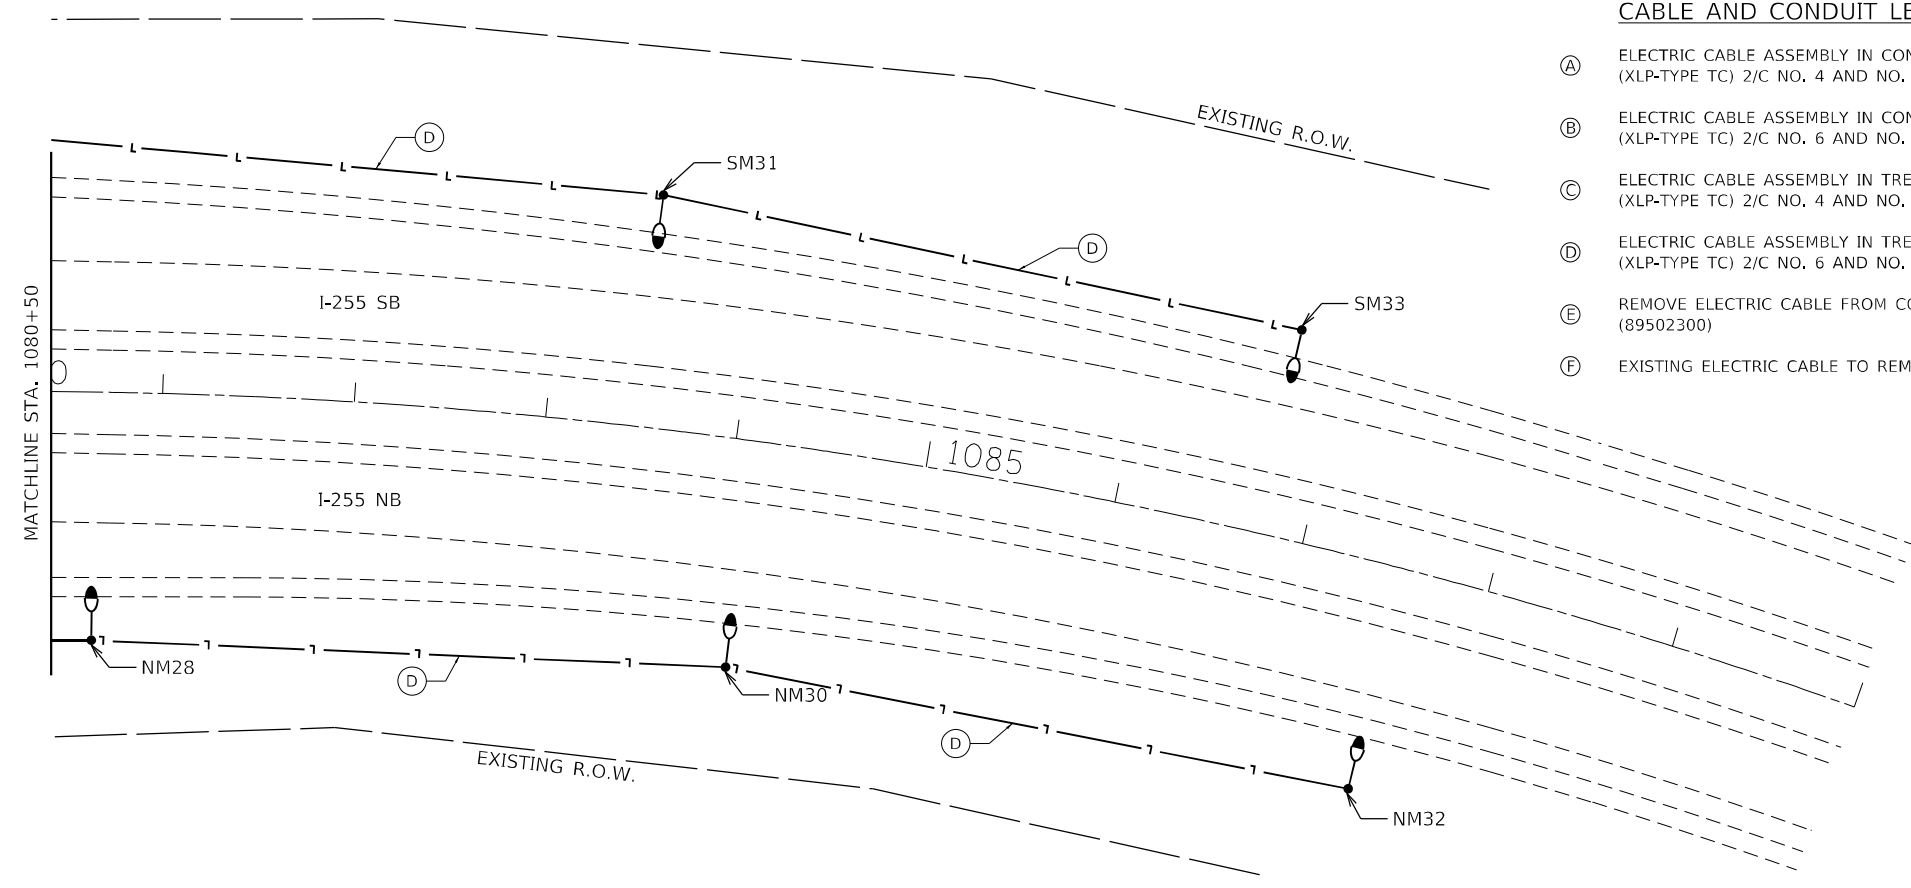 CABLE AND CONDUIT LE
Ⓐ ELECTRIC CABLE ASSEMBLY IN CON
(XLP-TYPE TC) 2/C NO. 4 AND NO.
Ⓑ ELECTRIC CABLE ASSEMBLY IN CON
(XLP-TYPE TC) 2/C NO. 6 AND NO.
Ⓒ ELECTRIC CABLE ASSEMBLY IN TRE
(XLP-TYPE TC) 2/C NO. 4 AND NO.
Ⓓ ELECTRIC CABLE ASSEMBLY IN TRE
(XLP-TYPE TC) 2/C NO. 6 AND NO.
Ⓔ REMOVE ELECTRIC CABLE FROM CO
(89502300)
Ⓕ EXISTING ELECTRIC CABLE TO REM
EXISTING R.O.W.
D
SM31
D
SM33
I-255 SB
MATCHLINE STA. 1080+50
0
1085
I-255 NB
NM28
D
NM30
D
NM32
EXISTING R.O.W.